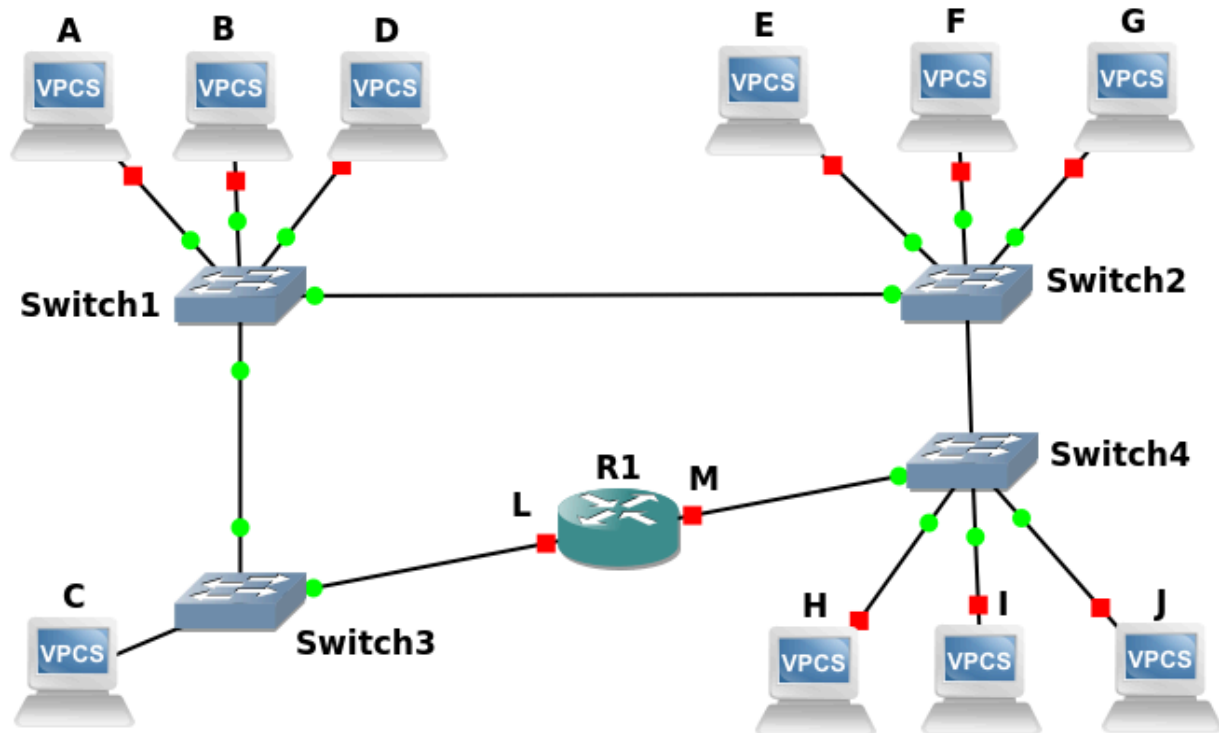 A
B
D
E
F
G
VPCS
VPCS
VPCS
VPCS
VPCS
VPCS
Switch1
Switch2
R1
Switch4
L
M
C
Switch3
H
I
J
VPCS
VPCS
VPCS
VPCS